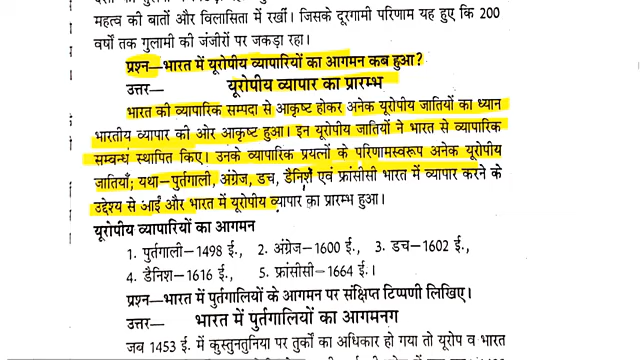 महत्व की बातों और विलासिता में रखीं। जिसके दूरगामी परिणाम यह हुए कि 200
वर्षों तक गुलामी की जंजीरों पर जकड़ा रहा।
प्रश्न—भारत में यूरोपीय व्यापारियों का आगमन कब हुआ?
उत्तर— यूरोपीय व्यापार का प्रारम्भ
भारत की व्यापारिक सम्पदा से आकृष्ट होकर अनेक यूरोपीय जातियों का ध्यान
भारतीय व्यापार की ओर आकृष्ट हुआ। इन यूरोपीय जातियों ने भारत से व्यापारिक
सम्बन्ध स्थापित किए। उनके व्यापारिक प्रयत्नों के परिणामस्वरूप अनेक यूरोपीय
जातियाँ; यथा—पुर्तगाली, अंग्रेज, डच, डैनिश एवं फ्रांसीसी भारत में व्यापार करने के
उद्देश्य से आईं और भारत में यूरोपीय व्यापार का प्रारम्भ हुआ।
यूरोपीय व्यापारियों का आगमन
1. पुर्तगाली—1498 ई., 2. अंग्रेज—1600 ई., 3. डच—1602 ई.,
4. डैनिश—1616 ई., 5. फ्रांसीसी—1664 ई.।
प्रश्न—भारत में पुर्तगालियों के आगमन पर संक्षिप्त टिप्पणी लिखिए।
उत्तर— भारत में पुर्तगालियों का आगमनग
जब 1453 ई. में कुस्तुनतुनिया पर तुर्कों का अधिकार हो गया तो यूरोप व भारत